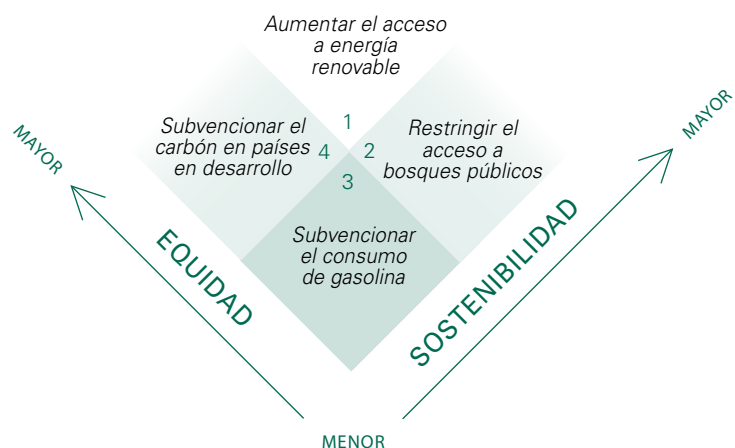 Aumentar el acceso
a energía
renovable
1
Subvencionar el
carbón en países
en desarrollo
4
2
Restringir el
acceso a
bosques públicos
3
Subvencionar
el consumo
de gasolina
MAYOR
EQUIDAD
MAYOR
SOSTENIBILIDAD
MENOR